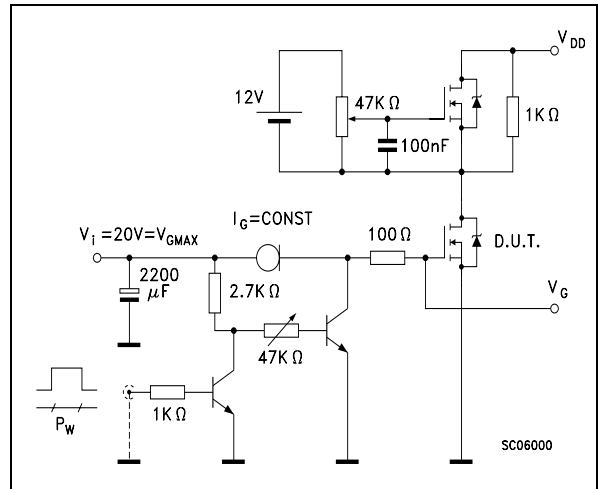 V_DD
12V
47K Ω
100nF
1K Ω
I_G=CONST
V_i =20V=V_GMAX
100 Ω
D.U.T.
2200
μF
2.7K Ω
V_G
47K Ω
1K Ω
P_W
SC06000